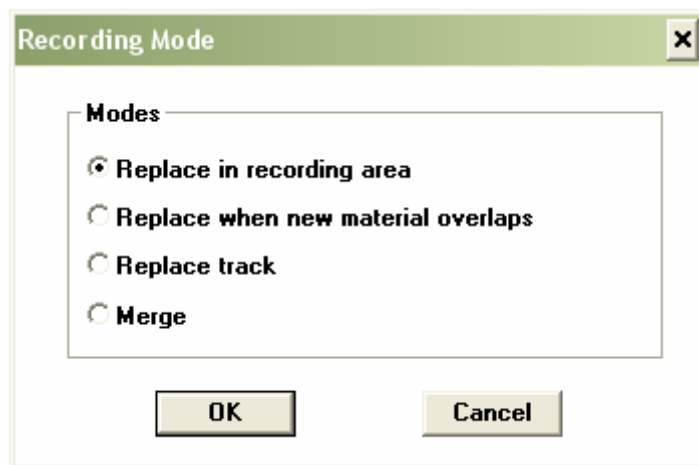 Recording Mode
Modes
Replace in recording area
Replace when new material overlaps
Replace track
Merge
OK Cancel